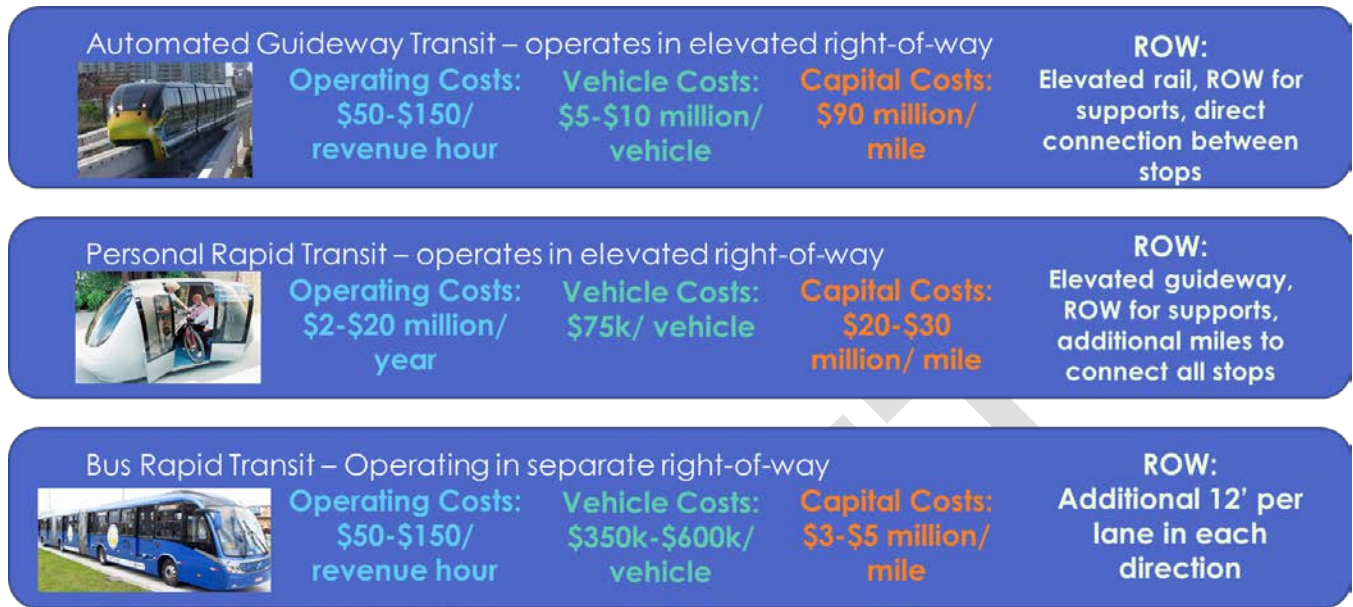 Automated Guideway Transit – operates in elevated right-of-way
Operating Costs:
$50-$150/
revenue hour
Vehicle Costs:
$5-$10 million/
vehicle
Capital Costs:
$90 million/
mile
ROW:
Elevated rail, ROW for
supports, direct
connection between
stops
Personal Rapid Transit – operates in elevated right-of-way
Operating Costs:
$2-$20 million/
year
Vehicle Costs:
$75k/ vehicle
Capital Costs:
$20-$30
million/ mile
ROW:
Elevated guideway,
ROW for supports,
additional miles to
connect all stops
Bus Rapid Transit – Operating in separate right-of-way
Operating Costs:
$50-$150/
revenue hour
Vehicle Costs:
$350k-$600k/
vehicle
Capital Costs:
$3-$5 million/
mile
ROW:
Additional 12’ per
lane in each
direction